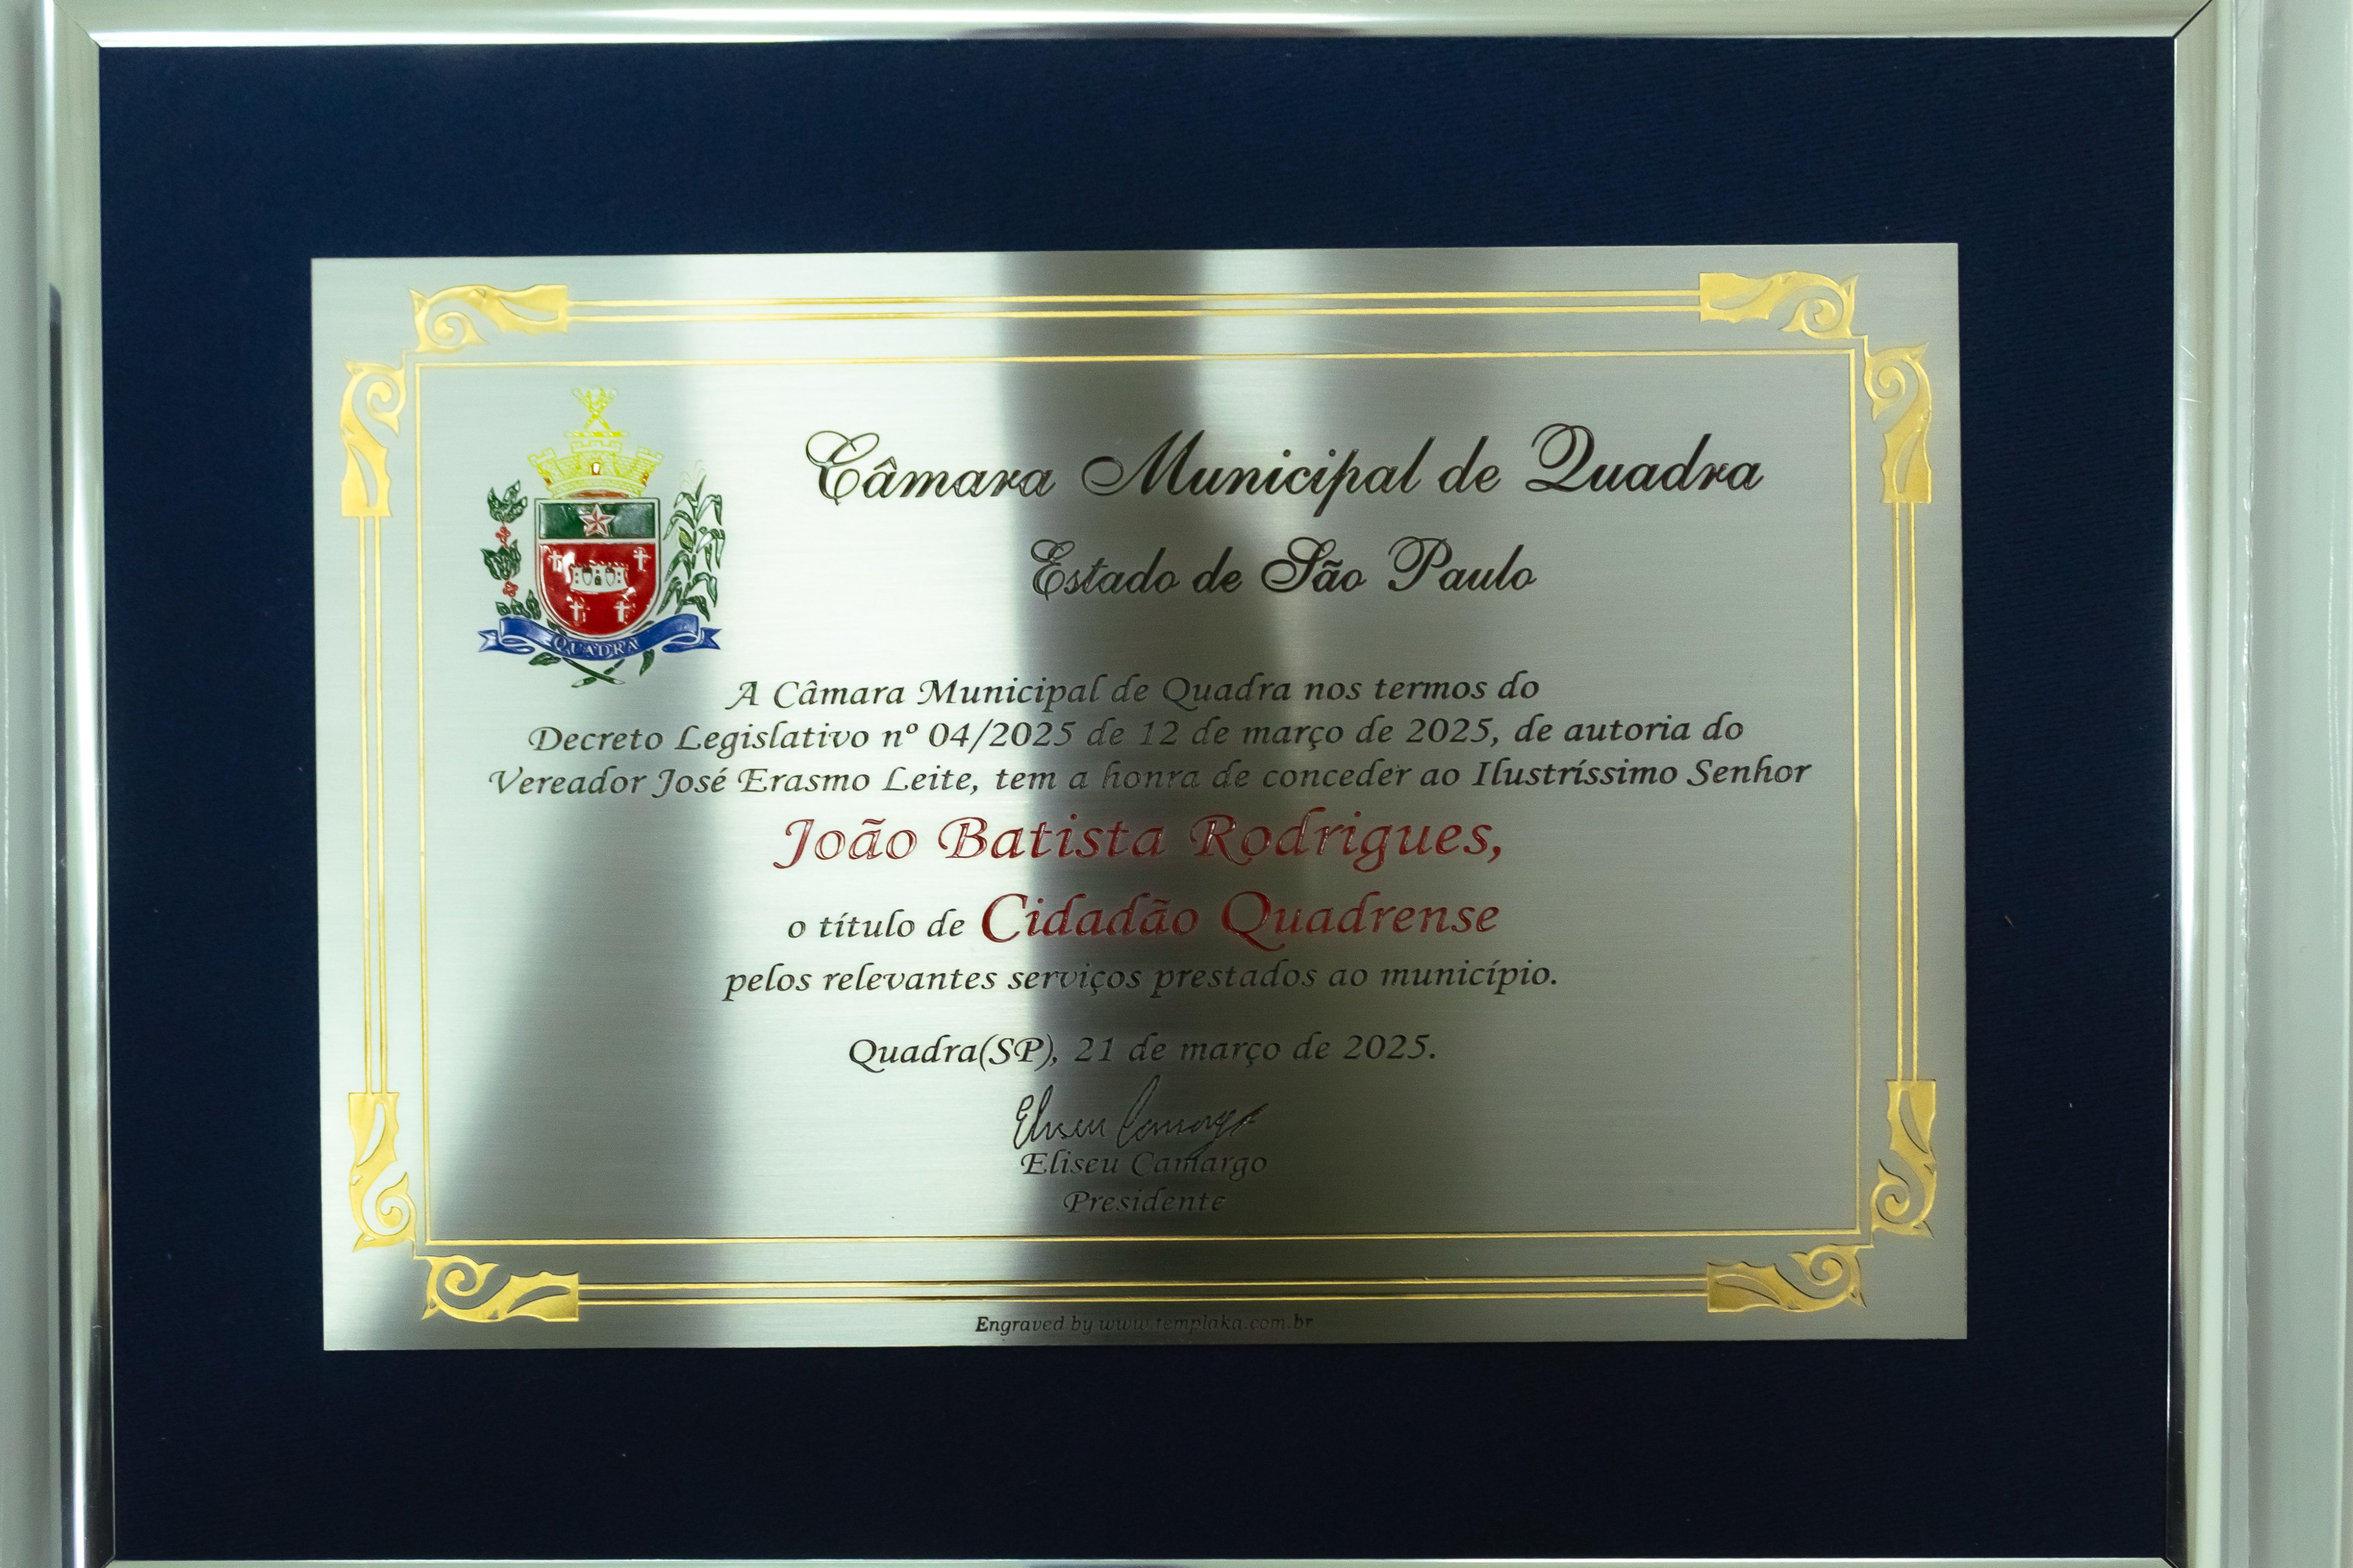 Câmara Municipal de Quadra
Estado de São Paulo
QUADRA
A Câmara Municipal de Quadra nos termos do
Decreto Legislativo nº 04/2025 de 12 de março de 2025, de autoria do
Vereador José Erasmo Leite, tem a honra de conceder ao Ilustríssimo Senhor
João Batista Rodrigues,
o título de Cidadão Quadrense
pelos relevantes serviços prestados ao município.
Quadra(SP), 21 de março de 2025.
Eliseu Camargo
Eliseu Camargo
Presidente
Engraved by www.templaka.com.br